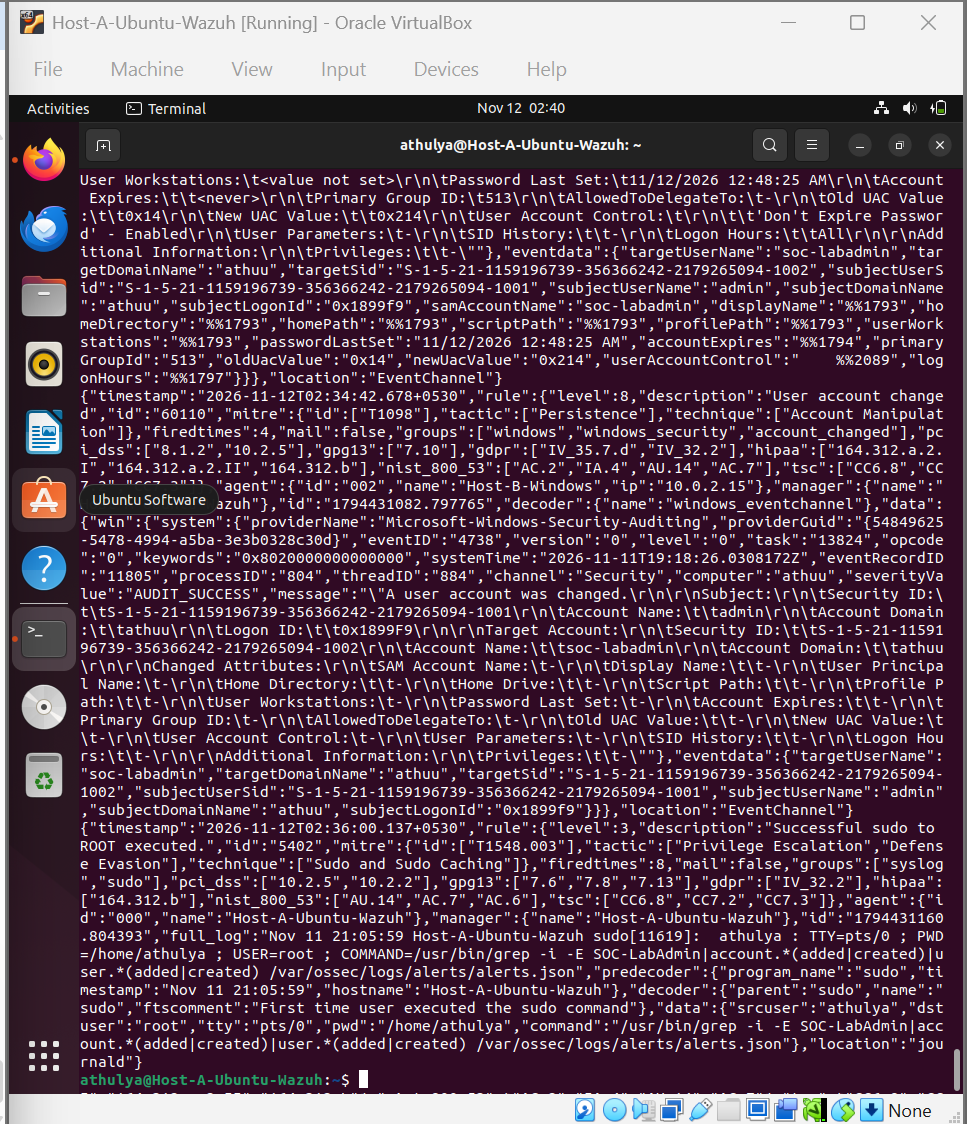 Host-A-Ubuntu-Wazuh [Running] - Oracle VirtualBox
File Machine View Input Devices Help
Activities Terminal Nov 12 02:40
athulya@Host-A-Ubuntu-Wazuh: ~
User Workstations:\t<value not set>\r\n\tPassword Last Set:\t11/12/2026 12:48:25 AM\r\n\tAccount
Expires:\t\t<never>\r\n\tPrimary Group ID:\t513\r\n\tAllowedToDelegateTo:\t-\r\n\tOld UAC Value
:\t\t0x14\r\n\tNew UAC Value:\t\t0x214\r\n\tUser Account Control:\t\r\n\t\t'Don't Expire Passwor
d' - Enabled\r\n\tUser Parameters:\t-\r\n\tSID History:\t\t-\r\n\tLogon Hours:\t\tAll\r\n\r\nAd
ditional Information:\r\n\tPrivileges:\t\t-\""},"eventdata":{"targetUserName":"soc-labadmin","tar
getDomainName":"athuu","targetSid":"S-1-5-21-1159196739-356366242-2179265094-1002","subjectUserS
id":"S-1-5-21-1159196739-356366242-2179265094-1001","subjectUserName":"admin","subjectDomainName
":"athuu","subjectLogonId":"0x1899f9","samAccountName":"soc-labadmin","displayName":"%%1793","ho
meDirectory":"%%1793","homePath":"%%1793","scriptPath":"%%1793","profilePath":"%%1793","userWork
stations":"%%1793","passwordLastSet":"11/12/2026 12:48:25 AM","accountExpires":"%%1794","primary
GroupId":"513","oldUacValue":"0x14","newUacValue":"0x214","userAccountControl":" %%2089","log
onHours":"%%1797"}}},"location":"EventChannel"}
{"timestamp":"2026-11-12T02:34:42.678+0530","rule":{"level":8,"description":"User account change
d","id":"60110","mitre":{"id":["T1098"],"tactic":["Persistence"],"technique":["Account Manipulat
ion"]},"firedtimes":4,"mail":false,"groups":["windows","windows_security","account_changed"],"pc
i_dss":["8.1.2","10.2.5"],"gpg13":["7.10"],"gdpr":["IV_35.7.d","IV_32.2"],"hipaa":["164.312.a.2.
I","164.312.a.2.II","164.312.b"],"nist_800_53":["AC.2","IA.4","AU.14","AC.7"],"tsc":["CC6.8","CC
agent":{"id":"002","name":"Host-B-Windows","ip":"10.0.2.15"},"manager":{"name":"
Ubuntu Software
zuh"},"id":"1794431082.797765","decoder":{"name":"windows_eventchannel"},"data":
{"win":{"system":{"providerName":"Microsoft-Windows-Security-Auditing","providerGuid":"{54849625
-5478-4994-a5ba-3e3b0328c30d}","eventID":"4738","version":"0","level":"0","task":"13824","opcode
":"0","keywords":"0x8020000000000000","systemTime":"2026-11-11T19:18:26.0308172Z","eventRecordID
":"11805","processID":"804","threadID":"884","channel":"Security","computer":"athuu","severityVa
lue":"AUDIT_SUCCESS","message":"\"A user account was changed.\r\n\r\nSubject:\r\n\tSecurity ID:\
t\tS-1-5-21-1159196739-356366242-2179265094-1001\r\n\tAccount Name:\t\tadmin\r\n\tAccount Domain
:\t\tathuu\r\n\tLogon ID:\t\t0x1899F9\r\n\r\nTarget Account:\r\n\tSecurity ID:\t\tS-1-5-21-11591
96739-356366242-2179265094-1002\r\n\tAccount Name:\t\tsoc-labadmin\r\n\tAccount Domain:\t\tathuu
\r\n\r\nChanged Attributes:\r\n\tSAM Account Name:\t-\r\n\tDisplay Name:\t\t-\r\n\tUser Principa
l Name:\t-\r\n\tHome Directory:\t\t-\r\n\tHome Drive:\t\t-\r\n\tScript Path:\t\t-\r\n\tProfile P
ath:\t\t-\r\n\tUser Workstations:\t-\r\n\tPassword Last Set:\t-\r\n\tAccount Expires:\t\t-\r\n\t
Primary Group ID:\t-\r\n\tAllowedToDelegateTo:\t-\r\n\tOld UAC Value:\t\t-\r\n\tNew UAC Value:\t
\t-\r\n\tUser Account Control:\t-\r\n\tUser Parameters:\t-\r\n\tSID History:\t\t-\r\n\tLogon Hou
rs:\t\t-\r\n\r\nAdditional Information:\r\n\tPrivileges:\t\t-\""},"eventdata":{"targetUserName":
"soc-labadmin","targetDomainName":"athuu","targetSid":"S-1-5-21-1159196739-356366242-2179265094-
1002","subjectUserSid":"S-1-5-21-1159196739-356366242-2179265094-1001","subjectUserName":"admin"
,"subjectDomainName":"athuu","subjectLogonId":"0x1899f9"}}},"location":"EventChannel"}
{"timestamp":"2026-11-12T02:36:00.137+0530","rule":{"level":3,"description":"Successful sudo to
ROOT executed.","id":"5402","mitre":{"id":["T1548.003"],"tactic":["Privilege Escalation","Defens
e Evasion"],"technique":["Sudo and Sudo Caching"]},"firedtimes":8,"mail":false,"groups":["syslog
","sudo"],"pci_dss":["10.2.5","10.2.2"],"gpg13":["7.6","7.8","7.13"],"gdpr":["IV_32.2"],"hipaa":
["164.312.b"],"nist_800_53":["AU.14","AC.7","AC.6"],"tsc":["CC6.8","CC7.2","CC7.3"]},"agent":{"i
d":"000","name":"Host-A-Ubuntu-Wazuh"},"manager":{"name":"Host-A-Ubuntu-Wazuh"},"id":"1794431160
.804393","full_log":"Nov 11 21:05:59 Host-A-Ubuntu-Wazuh sudo[11619]:  athulya : TTY=pts/0 ; PWD
=/home/athulya ; USER=root ; COMMAND=/usr/bin/grep -i -E SOC-LabAdmin|account.*(added|created)|u
ser.*(added|created) /var/ossec/logs/alerts/alerts.json","predecoder":{"program_name":"sudo","ti
mestamp":"Nov 11 21:05:59","hostname":"Host-A-Ubuntu-Wazuh"},"decoder":{"parent":"sudo","name":"
sudo","ftscomment":"First time user executed the sudo command"},"data":{"srcuser":"athulya","dst
user":"root","tty":"pts/0","pwd":"/home/athulya","command":"/usr/bin/grep -i -E SOC-LabAdmin|acc
ount.*(added|created)|user.*(added|created) /var/ossec/logs/alerts/alerts.json"},"location":"jou
rnald"}
athulya@Host-A-Ubuntu-Wazuh:~$
None